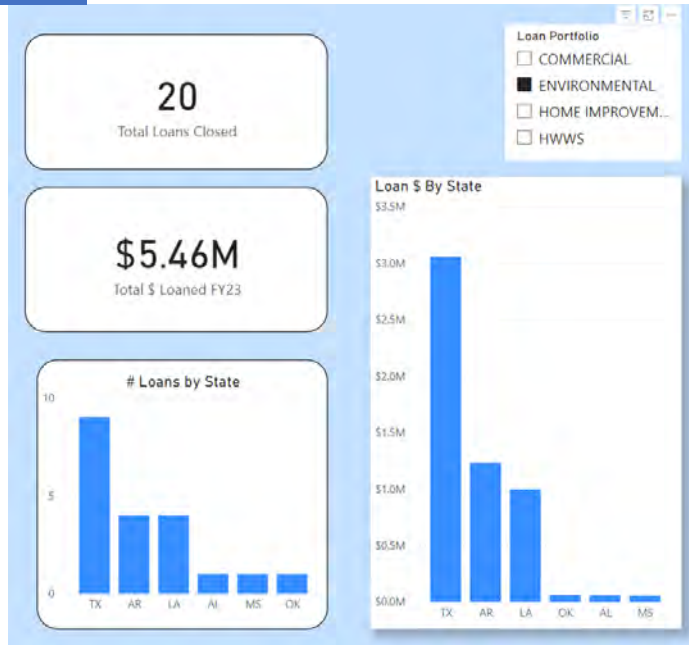 20
Total Loans Closed
$5.46M
Total $ Loaned FY23
# Loans by State
10
5
0
TX AR LA AL MS OK
Loan Portfolio
COMMERCIAL
ENVIRONMENTAL
HOME IMPROVEM...
HWWS
Loan $ By State
$3.5M
$3.0M
$2.5M
$2.0M
$1.5M
$1.0M
$0.5M
$0.0M
TX AR LA OK AL MS